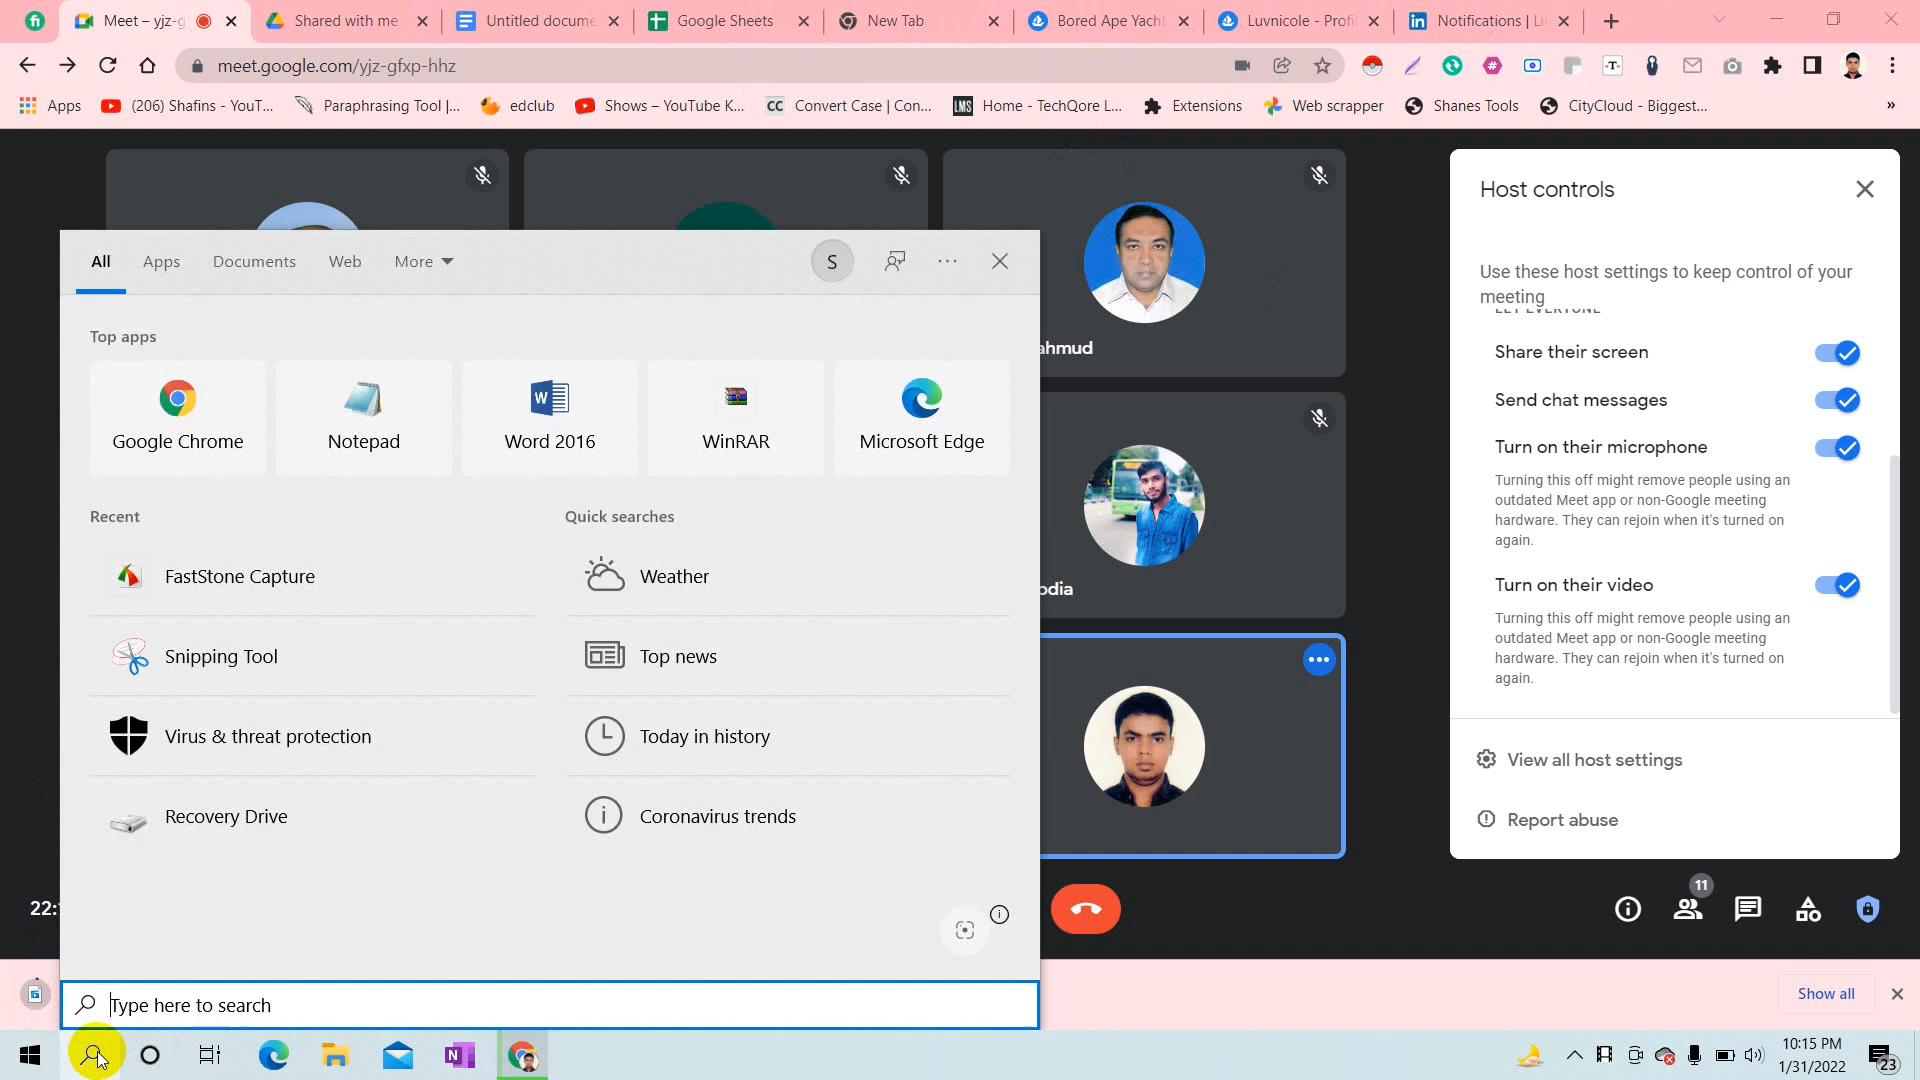 Meet – yjz-g
Shared with me
Untitled docume
Google Sheets
New Tab
Bored Ape Yacht
Luvnicole - Profi
Notifications | Li
meet.google.com/yjz-gfxp-hhz
Apps
(206) Shafins - YouT...
Paraphrasing Tool |...
edclub
Shows – YouTube K...
CC Convert Case | Con...
LMS Home - TechQore L...
Extensions
Web scrapper
Shanes Tools
CityCloud - Biggest...
»
All
Apps
Documents
Web
More
S
Top apps
Google Chrome
Notepad
Word 2016
WinRAR
Microsoft Edge
Recent
FastStone Capture
Snipping Tool
Virus & threat protection
Recovery Drive
Quick searches
Weather
Top news
Today in history
Coronavirus trends
Type here to search
ahmud
odia
Host controls
Use these host settings to keep control of your
meeting
LET EVERYONE
Share their screen
Send chat messages
Turn on their microphone
Turning this off might remove people using an
outdated Meet app or non-Google meeting
hardware. They can rejoin when it's turned on
again.
Turn on their video
Turning this off might remove people using an
outdated Meet app or non-Google meeting
hardware. They can rejoin when it's turned on
again.
View all host settings
Report abuse
22:
11
Show all
10:15 PM
1/31/2022
23